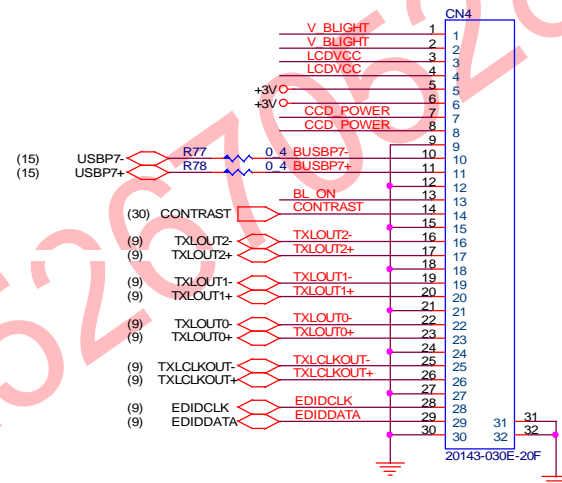 CN4
V_BLIGHT 1 1
V_BLIGHT 2 2
LCDVCC 3 3
LCDVCC 4 4
+3V 5 5
+3V 6 6
CCD_POWER 7 7
CCD_POWER 8 8
9 9
(15) USBP7- R77 0_4 BUSBP7- 10 10
(15) USBP7+ R78 0_4 BUSBP7+ 11 11
12 12
BL_ON 13 13
(30) CONTRAST CONTRAST 14 14
15 15
(9) TXLOUT2- TXLOUT2- 16 16
(9) TXLOUT2+ TXLOUT2+ 17 17
18 18
(9) TXLOUT1- TXLOUT1- 19 19
(9) TXLOUT1+ TXLOUT1+ 20 20
21 21
(9) TXLOUT0- TXLOUT0- 22 22
(9) TXLOUT0+ TXLOUT0+ 23 23
24 24
(9) TXLCLKOUT- TXLCLKOUT- 25 25
(9) TXLCLKOUT+ TXLCLKOUT+ 26 26
27 27
(9) EDIDCLK EDIDCLK 28 28
(9) EDIDDATA EDIDDATA 29 29 31 31
30 30 32 32
20143-030E-20F